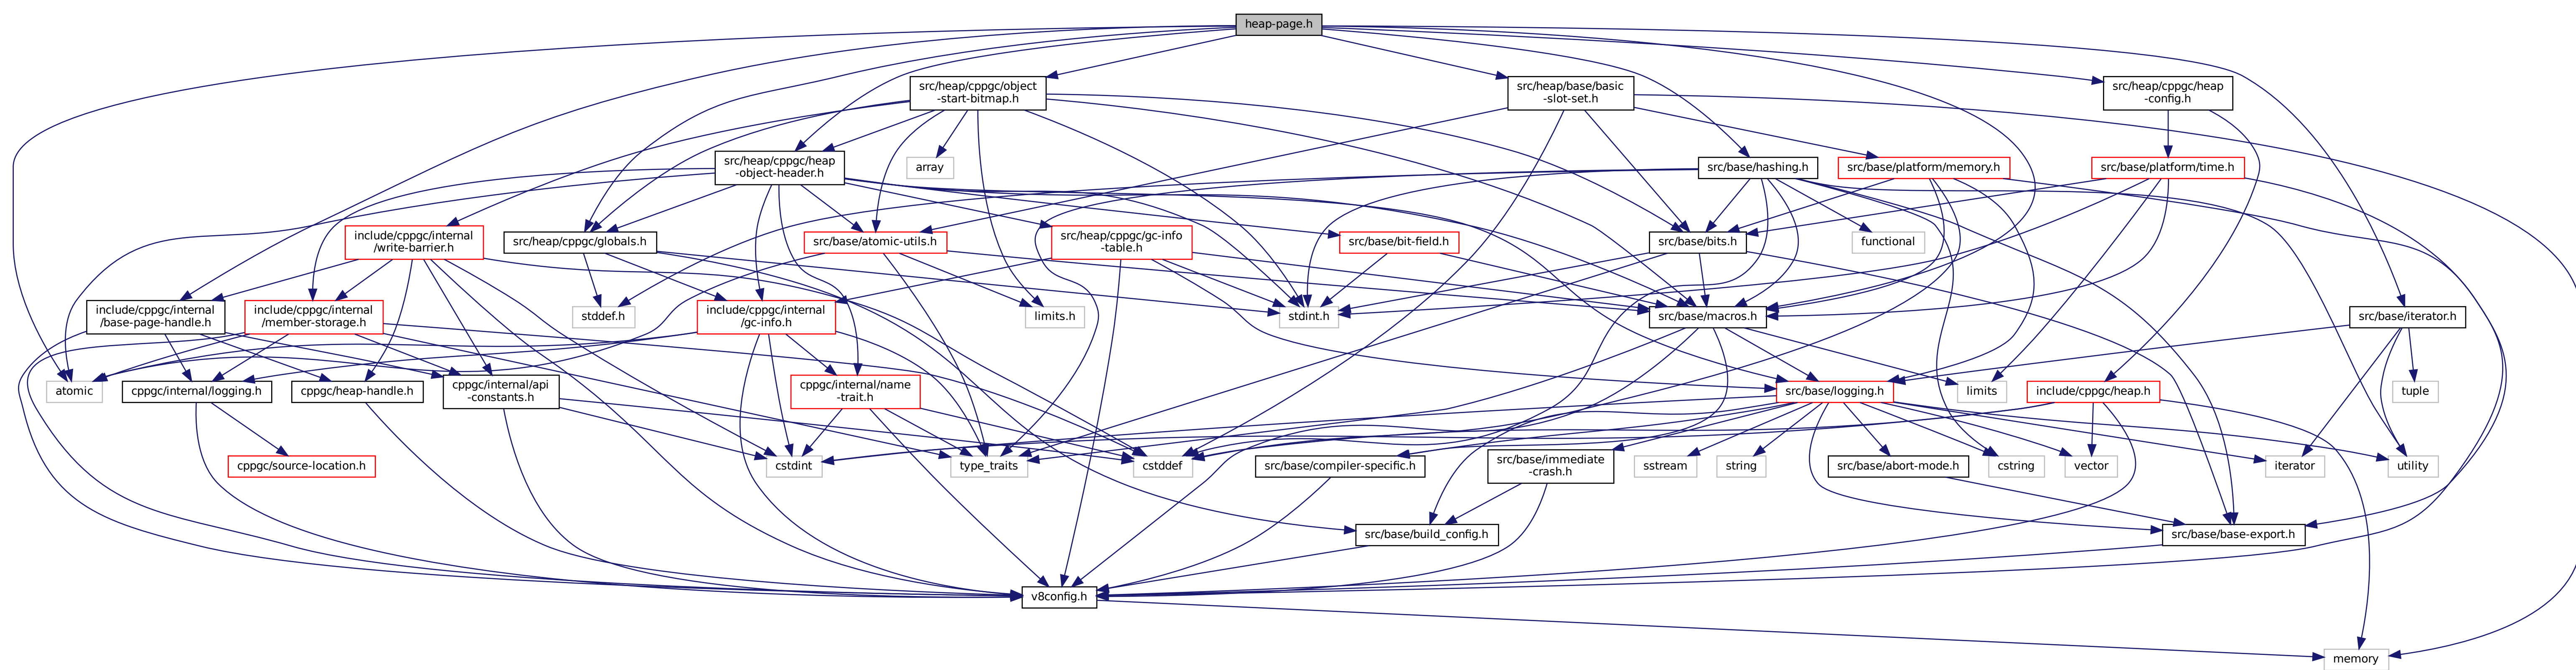 heap-page.h
src/heap/cppgc/object
-start-bitmap.h
src/heap/base/basic
-slot-set.h
src/heap/cppgc/heap
-config.h
src/heap/cppgc/heap
-object-header.h
array
src/base/hashing.h
src/base/platform/memory.h
src/base/platform/time.h
include/cppgc/internal
/write-barrier.h
src/heap/cppgc/globals.h
src/base/atomic-utils.h
src/heap/cppgc/gc-info
-table.h
src/base/bit-field.h
src/base/bits.h
functional
include/cppgc/internal
/base-page-handle.h
include/cppgc/internal
/member-storage.h
stddef.h
include/cppgc/internal
/gc-info.h
limits.h
stdint.h
src/base/macros.h
src/base/iterator.h
atomic
cppgc/internal/logging.h
cppgc/heap-handle.h
cppgc/internal/api
-constants.h
cppgc/internal/name
-trait.h
src/base/logging.h
limits
include/cppgc/heap.h
tuple
cppgc/source-location.h
cstdint
type_traits
cstddef
src/base/compiler-specific.h
src/base/immediate
-crash.h
sstream
string
src/base/abort-mode.h
cstring
vector
iterator
utility
src/base/build_config.h
src/base/base-export.h
v8config.h
memory